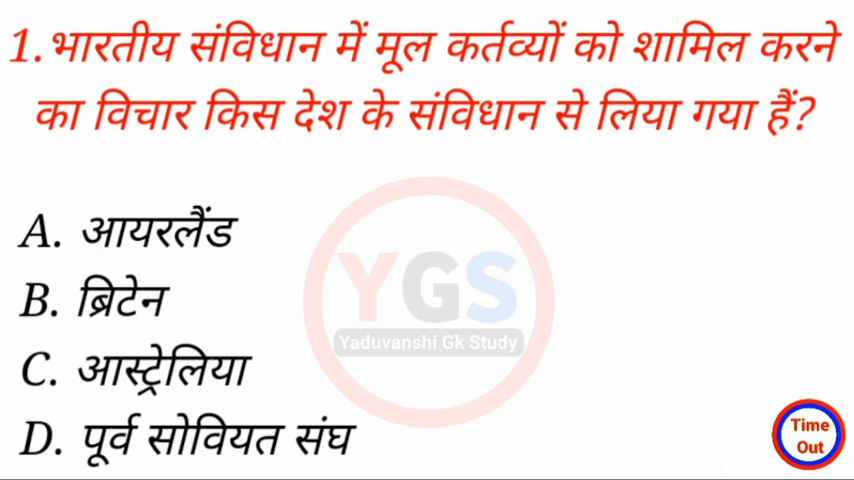 1. भारतीय संविधान में मूल कर्तव्यों को शामिल करने
का विचार किस देश के संविधान से लिया गया हैं?
A. आयरलैंड
B. ब्रिटेन
YGS
Yaduvanshi Gk Study
C. आस्ट्रेलिया
D. पूर्व सोवियत संघ
Time
Out